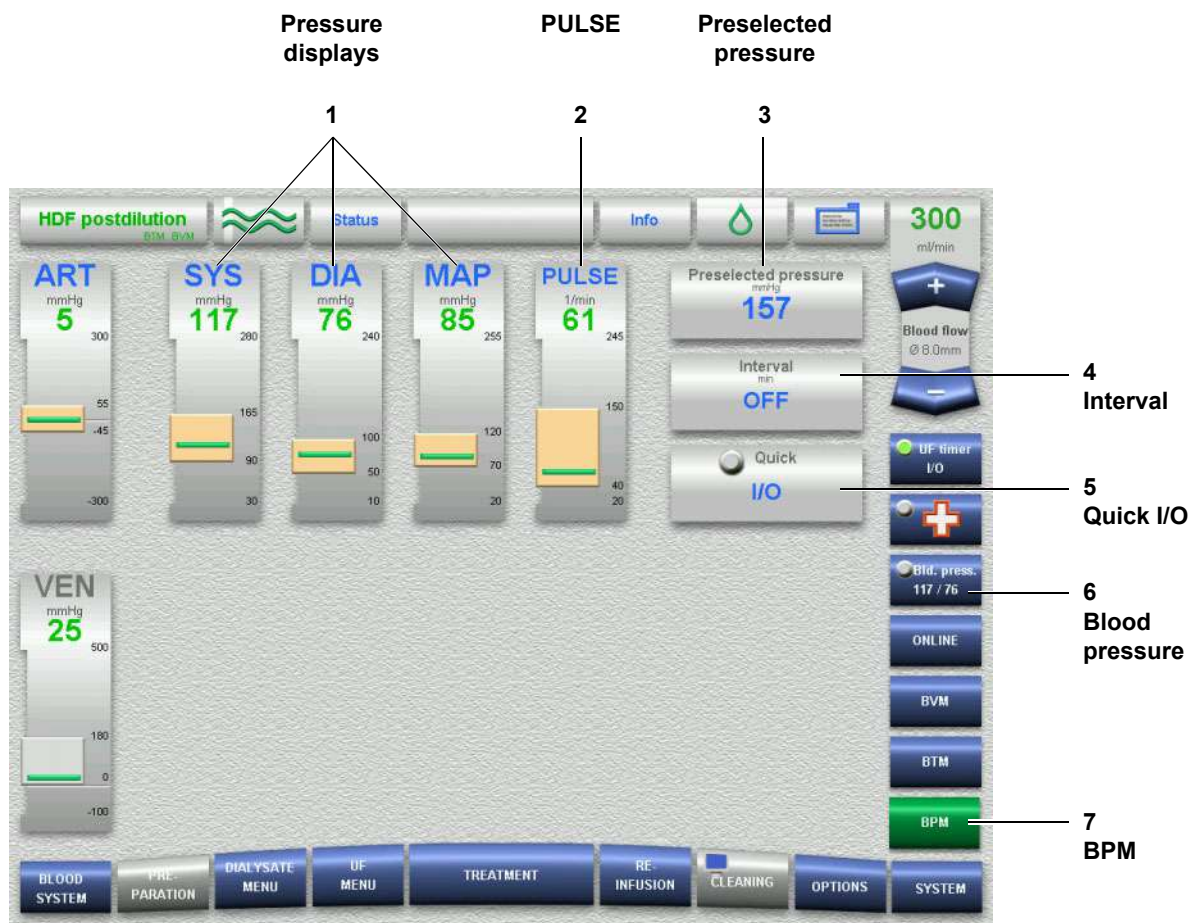 Pressure
displays
PULSE
Preselected
pressure
1
2
3
HDF postdilution
BTM BVM
Status
Info
300
ml/min
ART
mmHg
5
300
55
-45
-300
SYS
mmHg
117
280
165
90
30
DIA
mmHg
76
240
100
50
10
MAP
mmHg
85
255
120
70
20
PULSE
1/min
61
245
150
40
20
Preselected pressure
mmHg
157
Interval
min
OFF
Quick
I/O
+
Blood flow
Ø 8.0mm
−
4
Interval
UF timer
I/O
5
Quick I/O
Bld. press.
117 / 76
6
Blood
pressure
VEN
mmHg
25
500
180
0
-100
ONLINE
BVM
BTM
BPM
7
BPM
BLOOD
SYSTEM
PRE-
PARATION
DIALYSATE
MENU
UF
MENU
TREATMENT
RE-
INFUSION
CLEANING
OPTIONS
SYSTEM